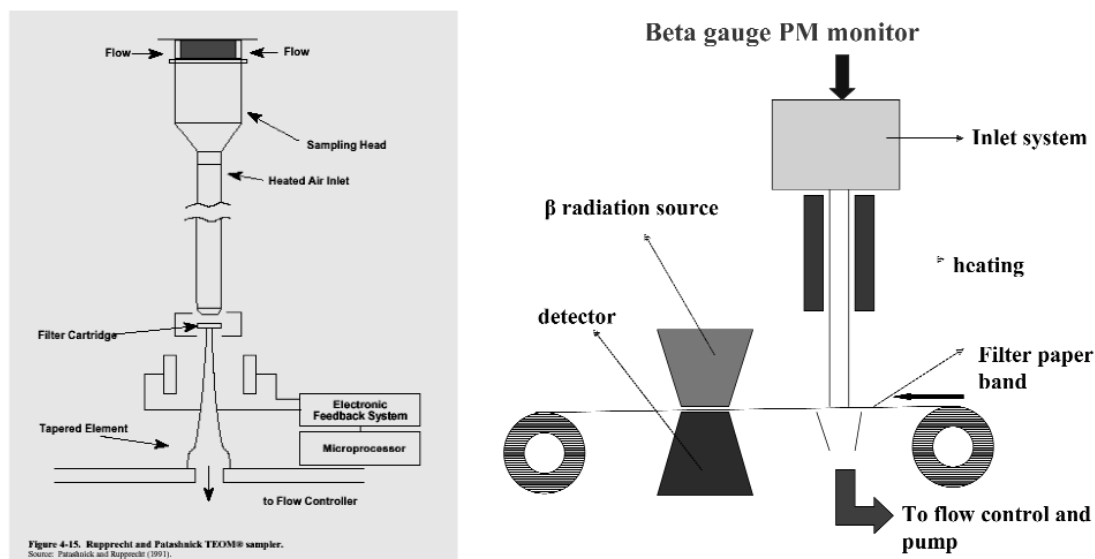 Flow
Flow
Sampling Head
Heated Air Inlet
Filter Cartridge
Electronic
Feedback System
Microprocessor
Tapered Element
to Flow Controller
Figure 4-15. Rupprecht and Patashnick TEOM® sampler.
Source: Patashnick and Rupprecht (1991).
Beta gauge PM monitor
Inlet system
β radiation source
heating
detector
Filter paper
band
To flow control and
pump